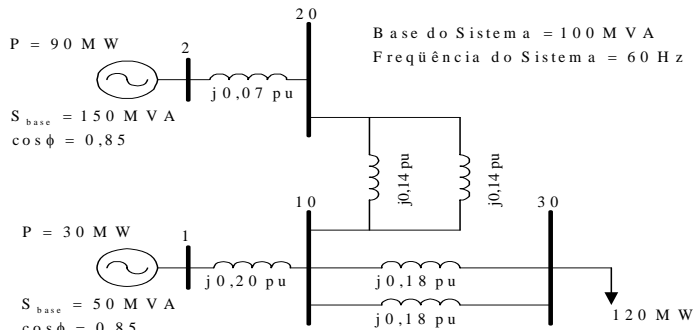 20
Base do Sistema = 100 MVA
P = 90 MW
2
Freqüência do Sistema = 60 Hz
j0,07 pu
S base = 150 MVA
cosϕ = 0,85
j0,14 pu
j0,14 pu
10
30
P = 30 MW
1
j0,20 pu
j0,18 pu
S base = 50 MVA
j0,18 pu
120 MW
cosϕ = 0,85